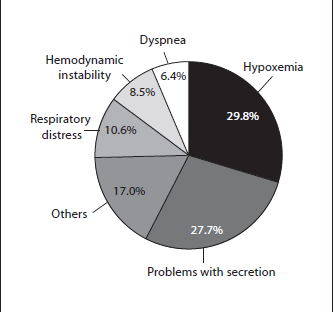 Dyspnea
Hemodynamic
instability
Hypoxemia
6.4%
8.5%
29.8%
Respiratory
distress
10.6%
17.0%
Others
27.7%
Problems with secretion